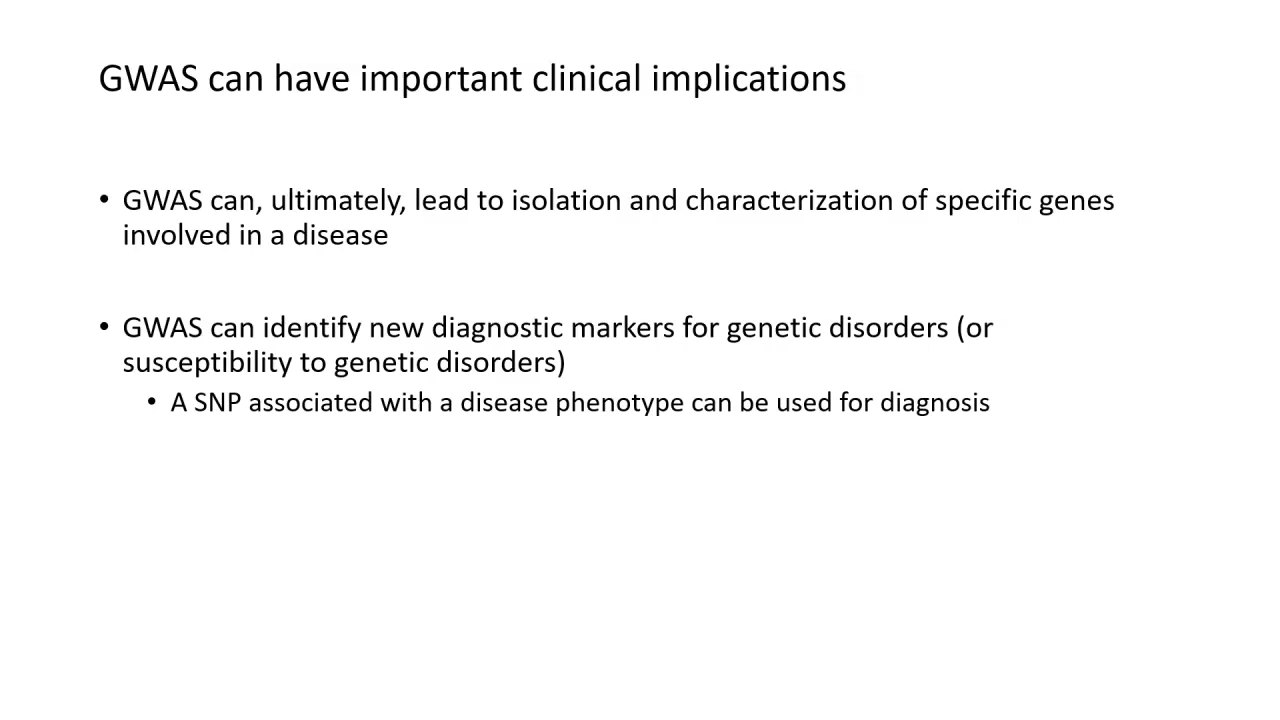 GWAS can have important clinical implications
• GWAS can, ultimately, lead to isolation and characterization of specific genes
involved in a disease
• GWAS can identify new diagnostic markers for genetic disorders (or
susceptibility to genetic disorders)
• A SNP associated with a disease phenotype can be used for diagnosis